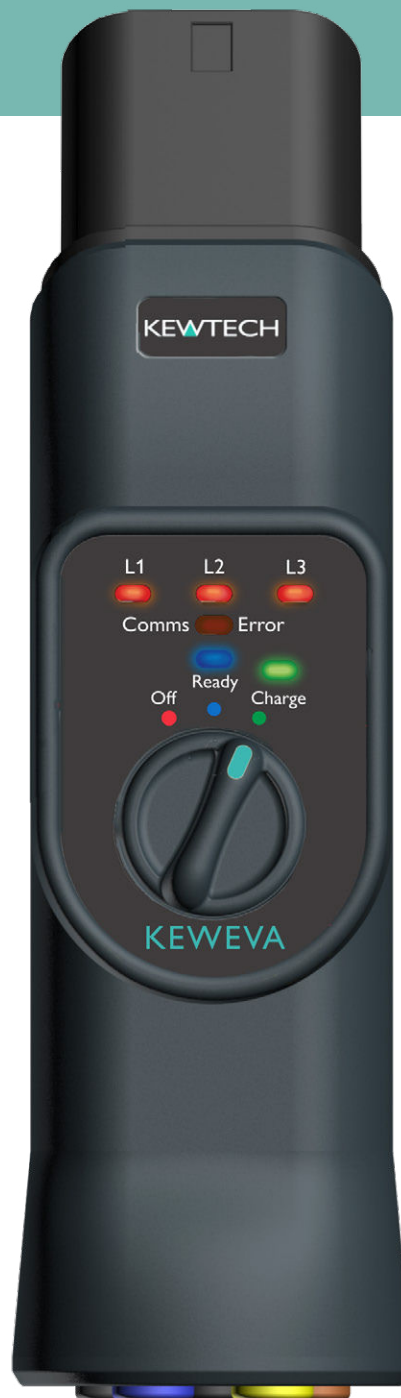 KEWTECH
L1 L2 L3
Comms Error
Ready
Off Charge
KEWEVA